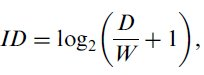 ID = log₂ ( D/W + 1 ),